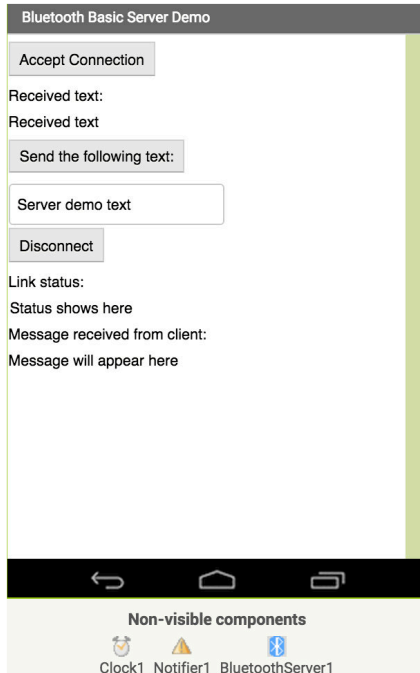 Bluetooth Basic Server Demo
Accept Connection
Received text:
Received text
Send the following text:
Server demo text
Disconnect
Link status:
Status shows here
Message received from client:
Message will appear here
Non-visible components
Clock1 Notifier1 BluetoothServer1